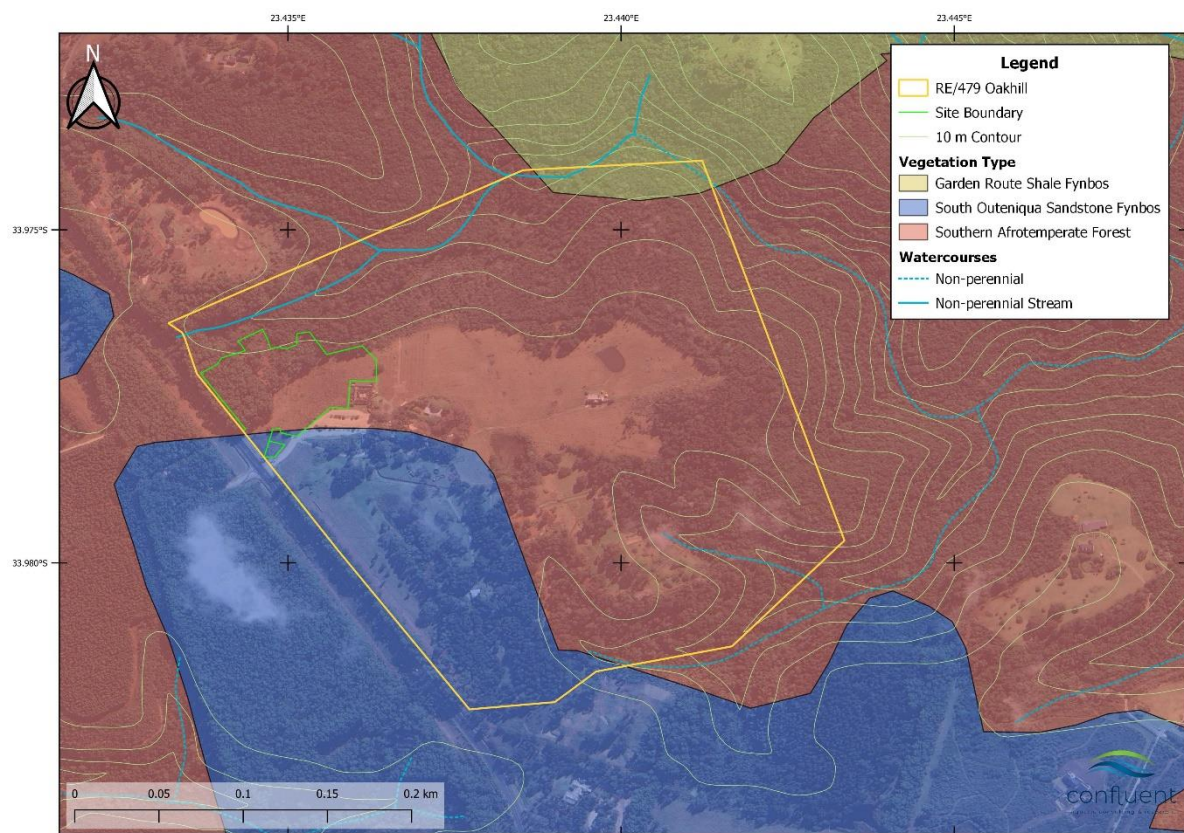 23.435°E
23.440°E
23.445°E
N
Legend
RE/479 Oakhill
Site Boundary
10 m Contour
Vegetation Type
Garden Route Shale Fynbos
South Outeniqua Sandstone Fynbos
Southern Afrotemperate Forest
Watercourses
Non-perennial
Non-perennial Stream
33.975°S
33.980°S
0 0.05 0.1 0.15 0.2 km
confluent